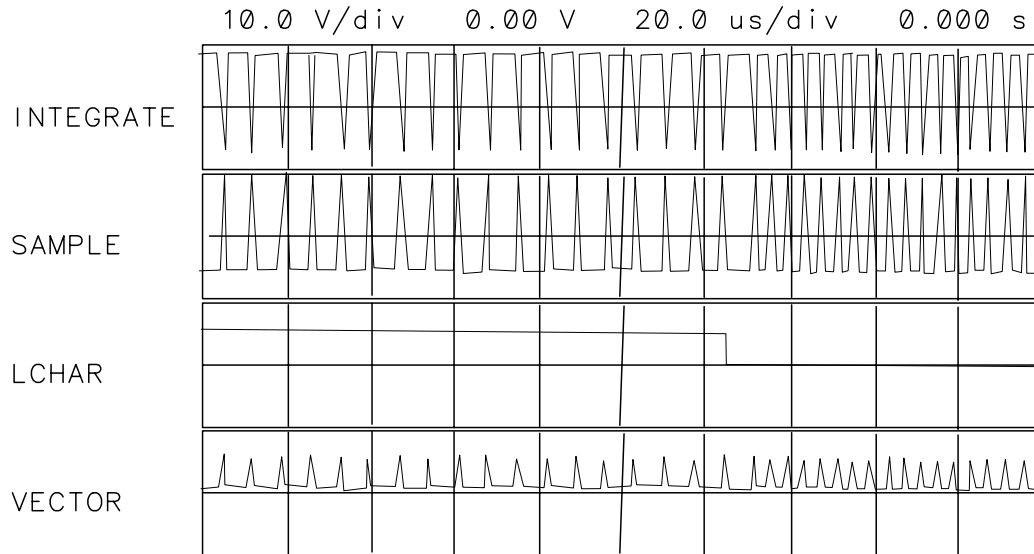 10.0 V/div 0.00 V 20.0 us/div 0.000 s
INTEGRATE
SAMPLE
LCHAR
VECTOR